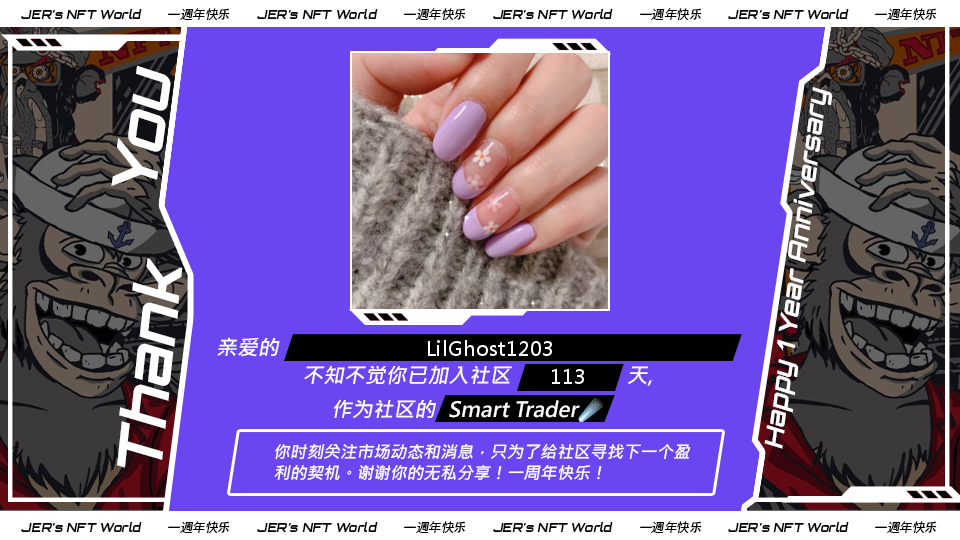 JER's NFT World 一週年快乐 JER's NFT World 一週年快乐 JER's NFT World 一週年快乐 JER's NFT World 一週年快乐
Thank You
亲爱的 LilGhost1203
不知不觉你已加入社区 113 天,
作为社区的 Smart Trader
你时刻关注市场动态和消息，只为了给社区寻找下一个盈
利的契机。谢谢你的无私分享！一周年快乐！
Happy 1 Year Anniversary
JER's NFT World 一週年快乐 JER's NFT World 一週年快乐 JER's NFT World 一週年快乐 JER's NFT World 一週年快乐